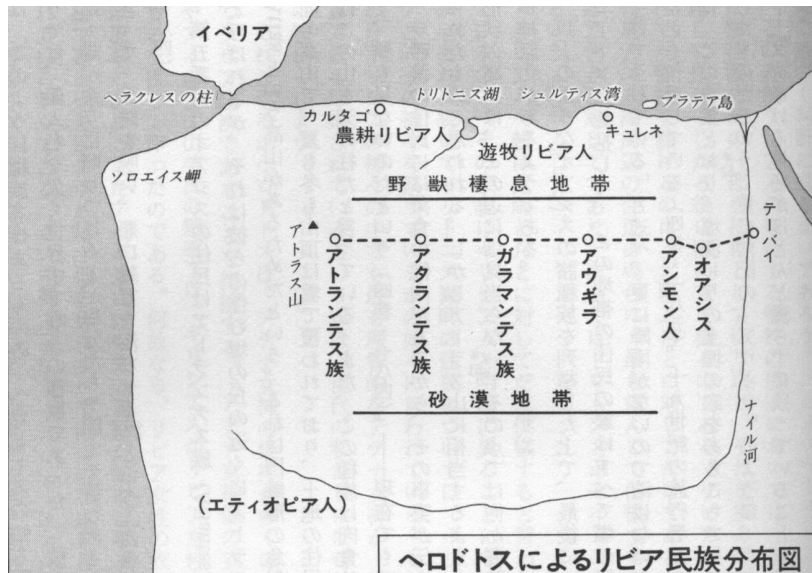 イベリア
ヘラクレスの柱
カルタゴ
トリトニス湖
シュルティス湾
プラテア島
農耕リビア人
キュレネ
遊牧リビア人
ソロエイス岬
野獣棲息地帯
アトラス山
アトランテス族
アタランテス族
ガラマンテス族
アウギラ
アンモン人
オアシス
テーバイ
砂漠地帯
ナイル河
(エティオピア人)
ヘロドトスによるリビア民族分布図